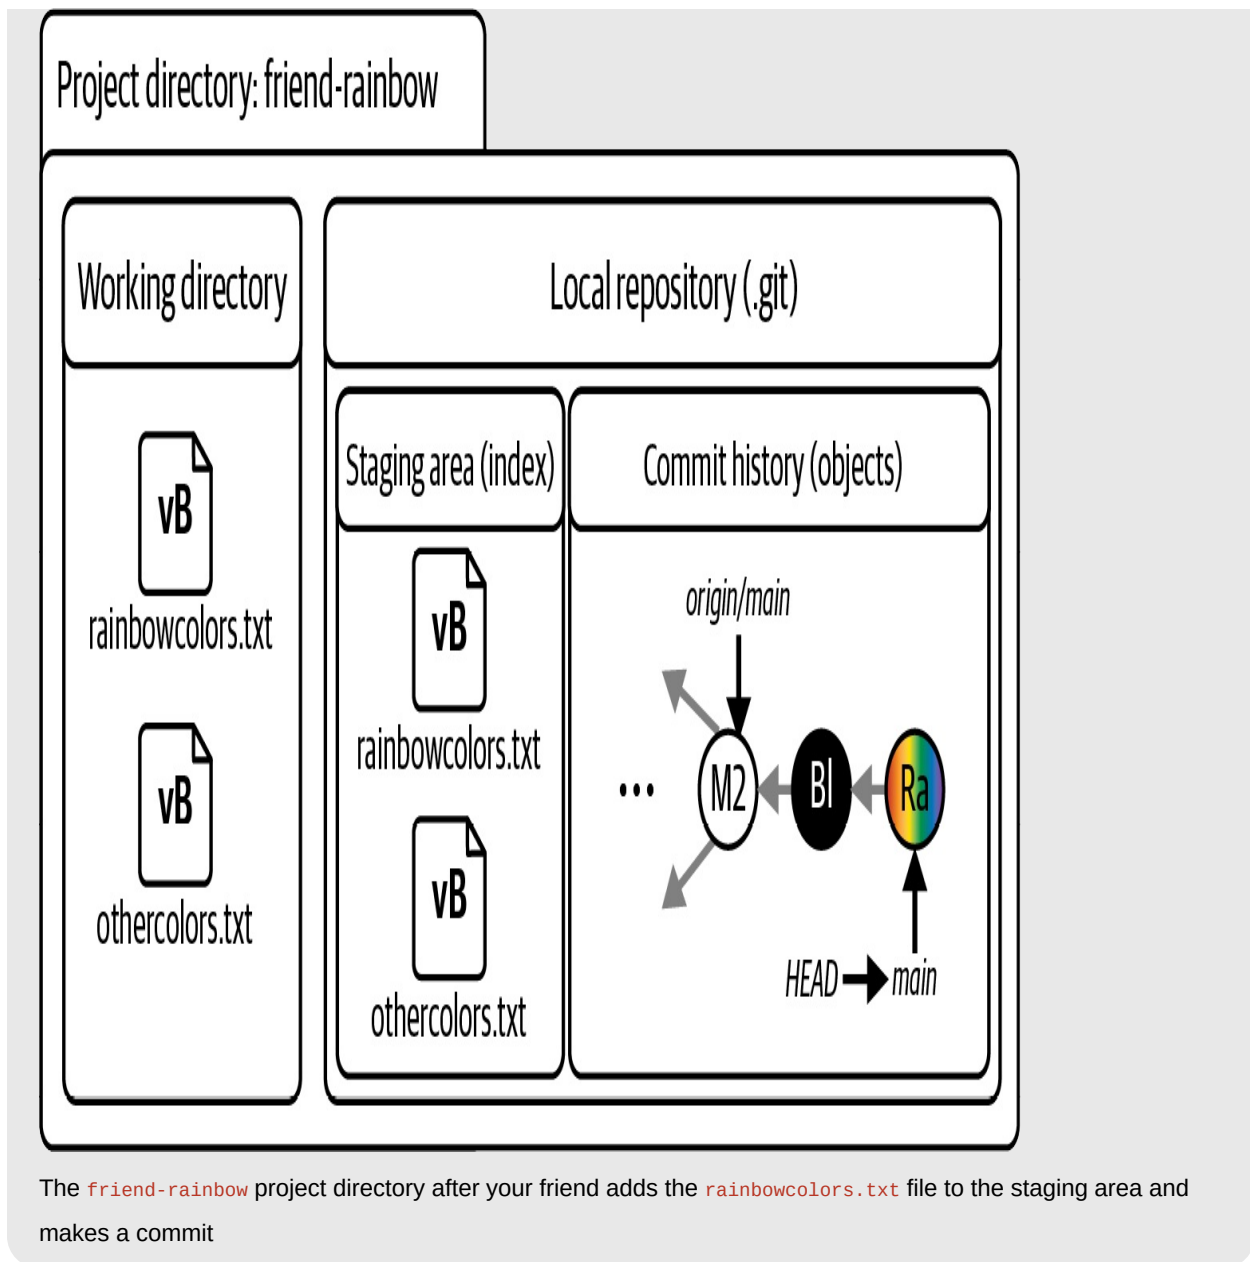 Project directory: friend-rainbow
Working directory
vB
rainbowcolors.txt
vB
othercolors.txt
Local repository (.git)
Staging area (index)
vB
rainbowcolors.txt
vB
othercolors.txt
Commit history (objects)
origin/main
... M2 Bl Ra
HEAD main
The friend-rainbow project directory after your friend adds the rainbowcolors.txt file to the staging area and
makes a commit